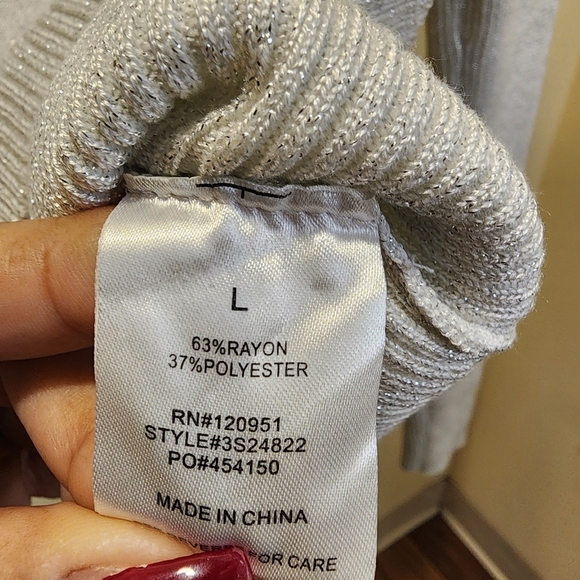 L
63%RAYON
37%POLYESTER
RN#120951
STYLE#3S24822
PO#454150
MADE IN CHINA
FOR CARE